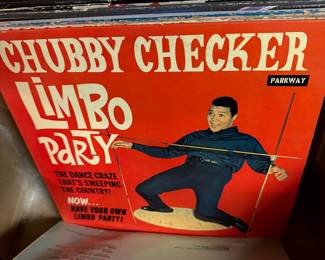 CHUBBY CHECKER
PARKWAY
LiMBO
PaRTY
THE DANCE CRAZE
THAT'S SWEEPING
THE COUNTRY!
NOW...
HAVE YOUR OWN
LIMBO PARTY!